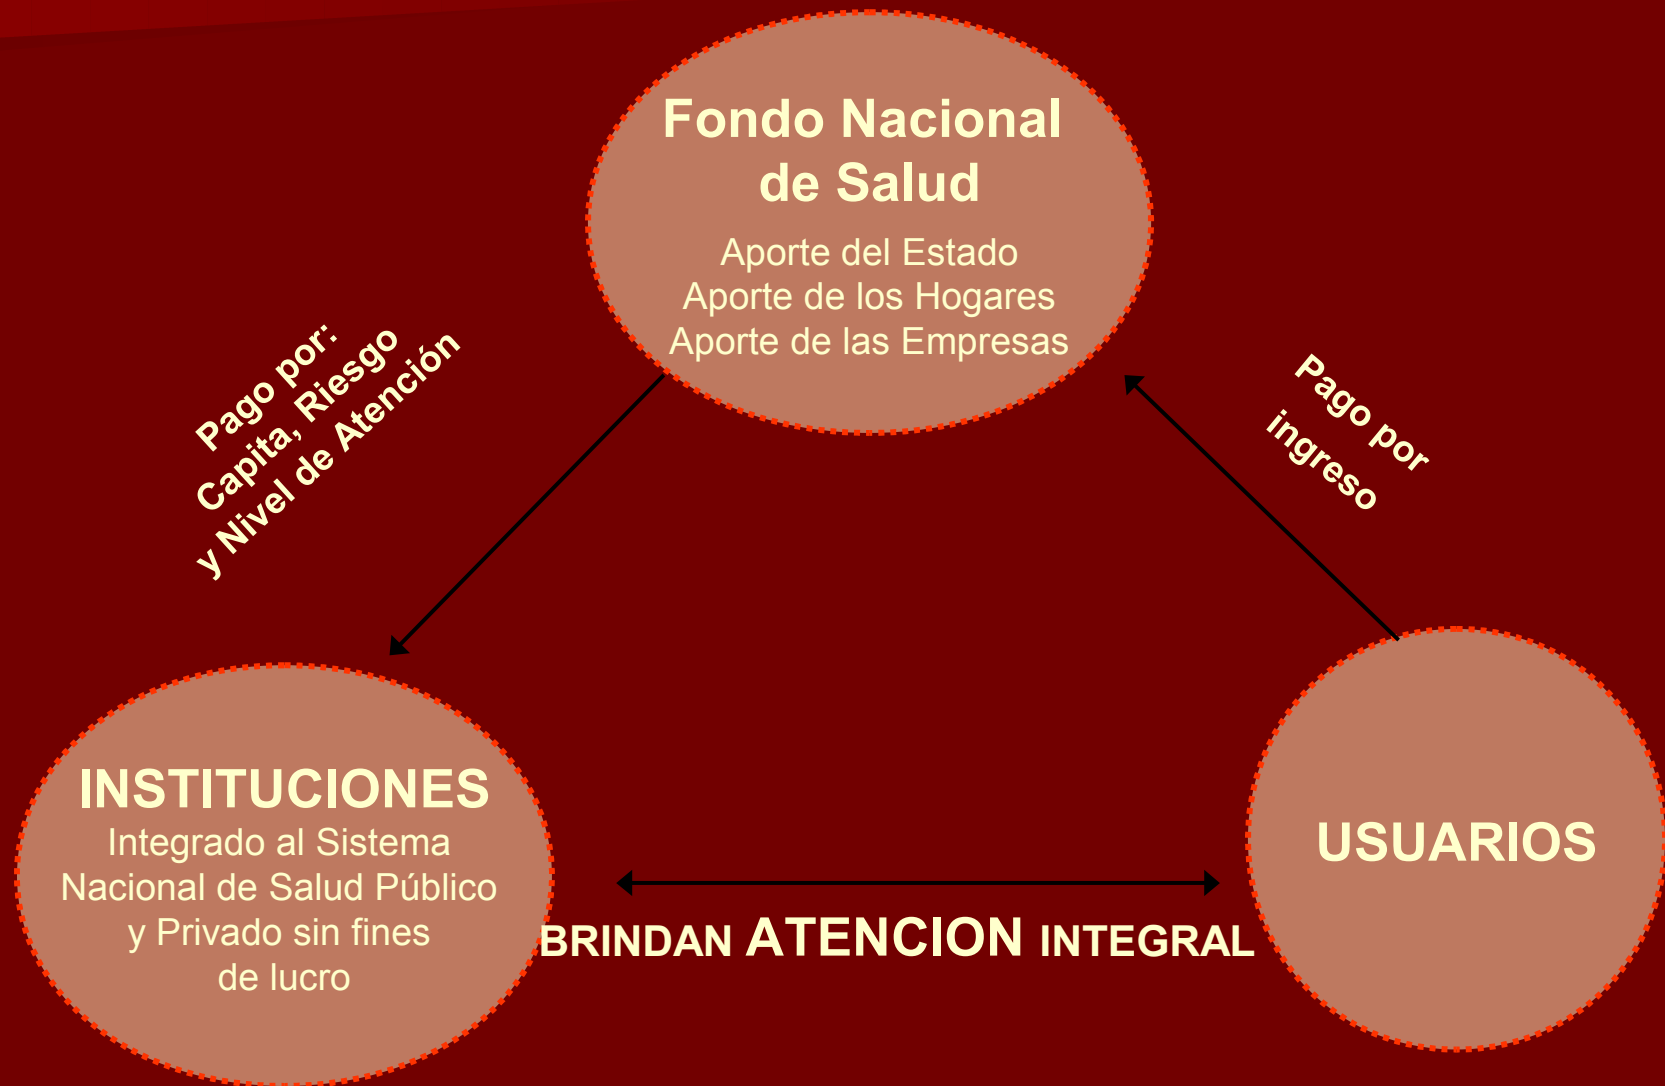 Fondo Nacional
de Salud
Aporte del Estado
Aporte de los Hogares
Aporte de las Empresas
Pago por:
Capita, Riesgo
y Nivel de Atención
Pago por
ingreso
INSTITUCIONES
Integrado al Sistema
Nacional de Salud Público
y Privado sin fines
de lucro
USUARIOS
BRINDAN ATENCION INTEGRAL